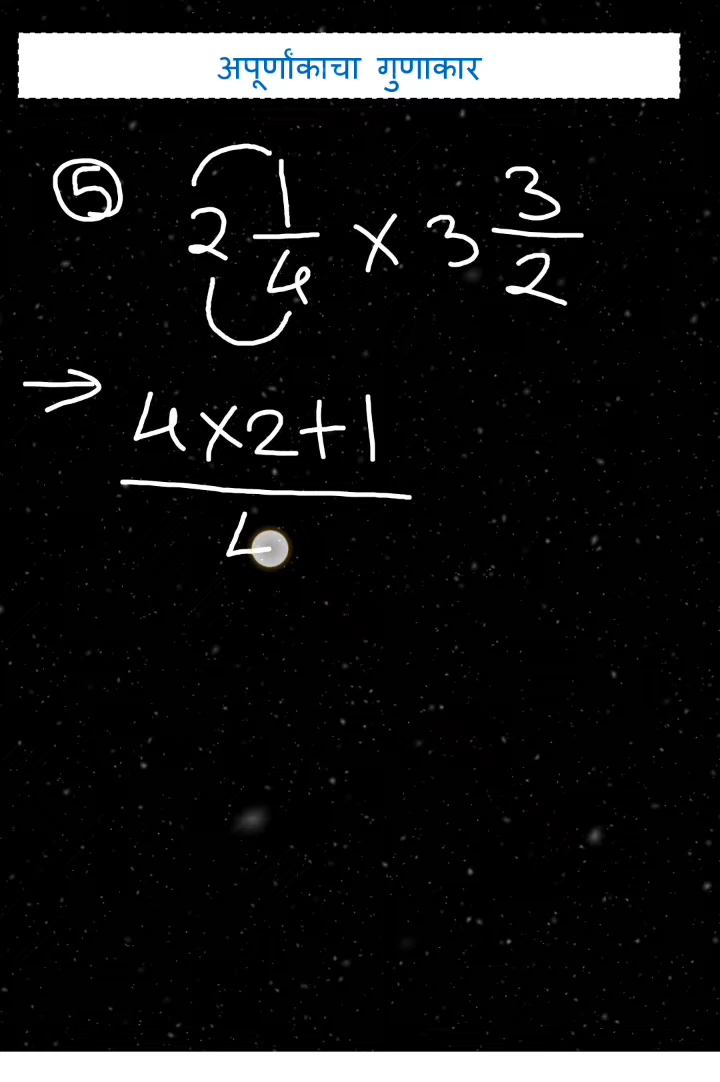 अपूर्णांकाचा गुणाकार
⑤ 2 1/4 × 3 3/2
→ 4×2+1
4